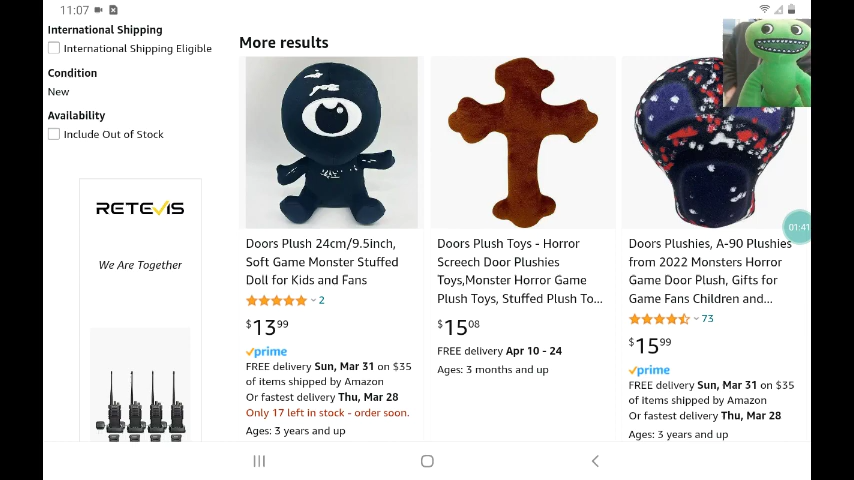 11:07
International Shipping
International Shipping Eligible
Condition
New
Availability
Include Out of Stock
RETEVIS
We Are Together
More results
Doors Plush 24cm/9.5inch,
Soft Game Monster Stuffed
Doll for Kids and Fans
2
$13.99
prime
FREE delivery Sun, Mar 31 on $35
of items shipped by Amazon
Or fastest delivery Thu, Mar 28
Only 17 left in stock - order soon.
Ages: 3 years and up
Doors Plush Toys - Horror
Screech Door Plushies
Toys,Monster Horror Game
Plush Toys, Stuffed Plush To...
$15.08
FREE delivery Apr 10 - 24
Ages: 3 months and up
01:41
Doors Plushies, A-90 Plushies
from 2022 Monsters Horror
Game Door Plush, Gifts for
Game Fans Children and...
73
$15.99
prime
FREE delivery Sun, Mar 31 on $35
of items shipped by Amazon
Or fastest delivery Thu, Mar 28
Ages: 3 years and up